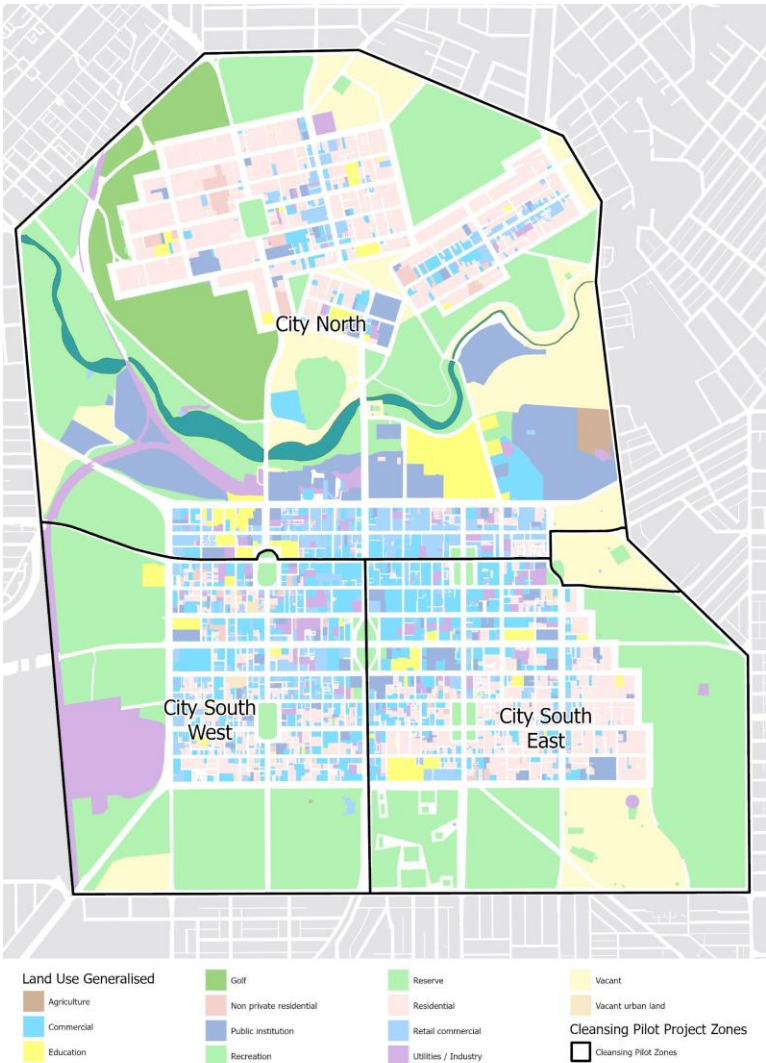 City North
City South
West
City South
East
Land Use Generalised
Agriculture
Commercial
Education
Golf
Non private residential
Public institution
Recreation
Reserve
Residential
Retail commercial
Utilities / Industry
Vacant
Vacant urban land
Cleansing Pilot Project Zones
Cleansing Pilot Zones